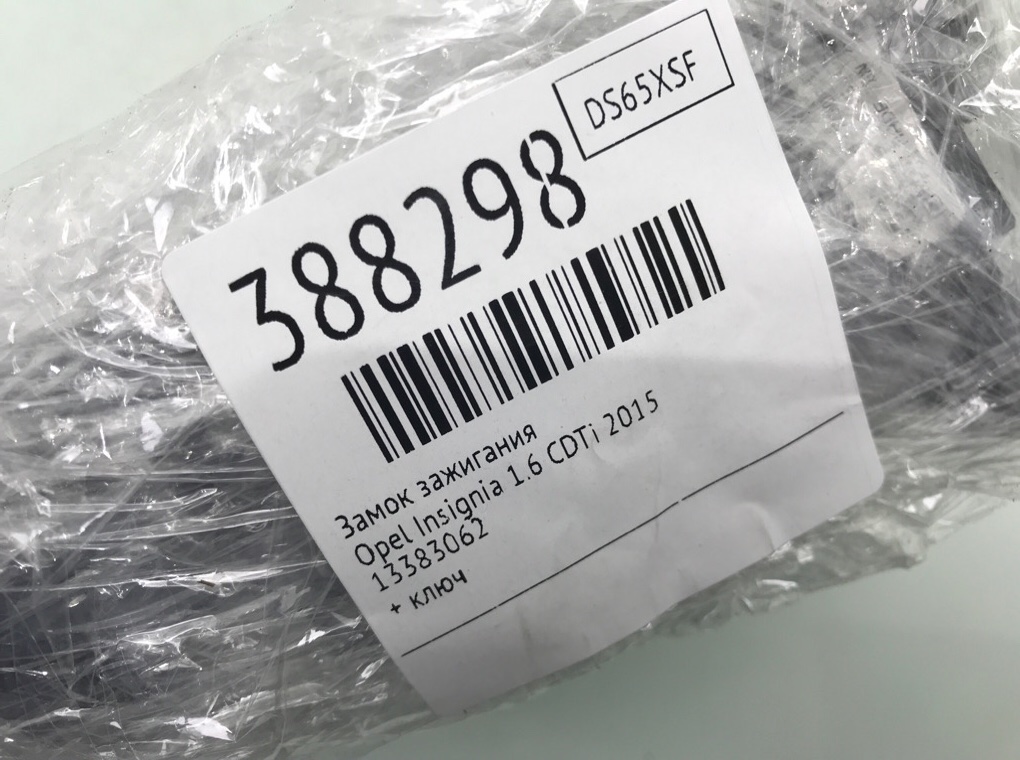 DS65XSF
388298
Замок зажигания
Opel Insignia 1.6 CDTi 2015
13383062
+ ключ